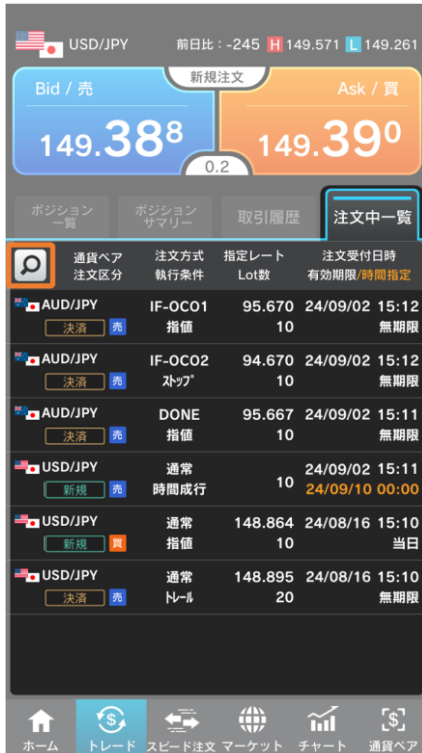 USD/JPY 前日比:-245 H 149.571 L 149.261
Bid / 売 新規注文 Ask / 買
149.388 149.390
0.2
ポジション一覧 ポジションサマリー 取引履歴 注文中一覧
通貨ペア 注文方式 指定レート 注文受付日時
注文区分 執行条件 Lot数 有効期限/時間指定
AUD/JPY IF-OCO1 95.670 24/09/02 15:12
決済 売 指値 10 無期限
AUD/JPY IF-OCO2 94.670 24/09/02 15:12
決済 売 ストップ 10 無期限
AUD/JPY DONE 95.667 24/09/02 15:11
決済 売 指値 10 無期限
USD/JPY 通常 24/09/02 15:11
新規 売 時間成行 10 24/09/10 00:00
USD/JPY 通常 148.864 24/08/16 15:10
新規 買 指値 10 当日
USD/JPY 通常 148.895 24/08/16 15:10
決済 売 トレール 20 無期限
ホーム トレード スピード注文 マーケット チャート 通貨ペア